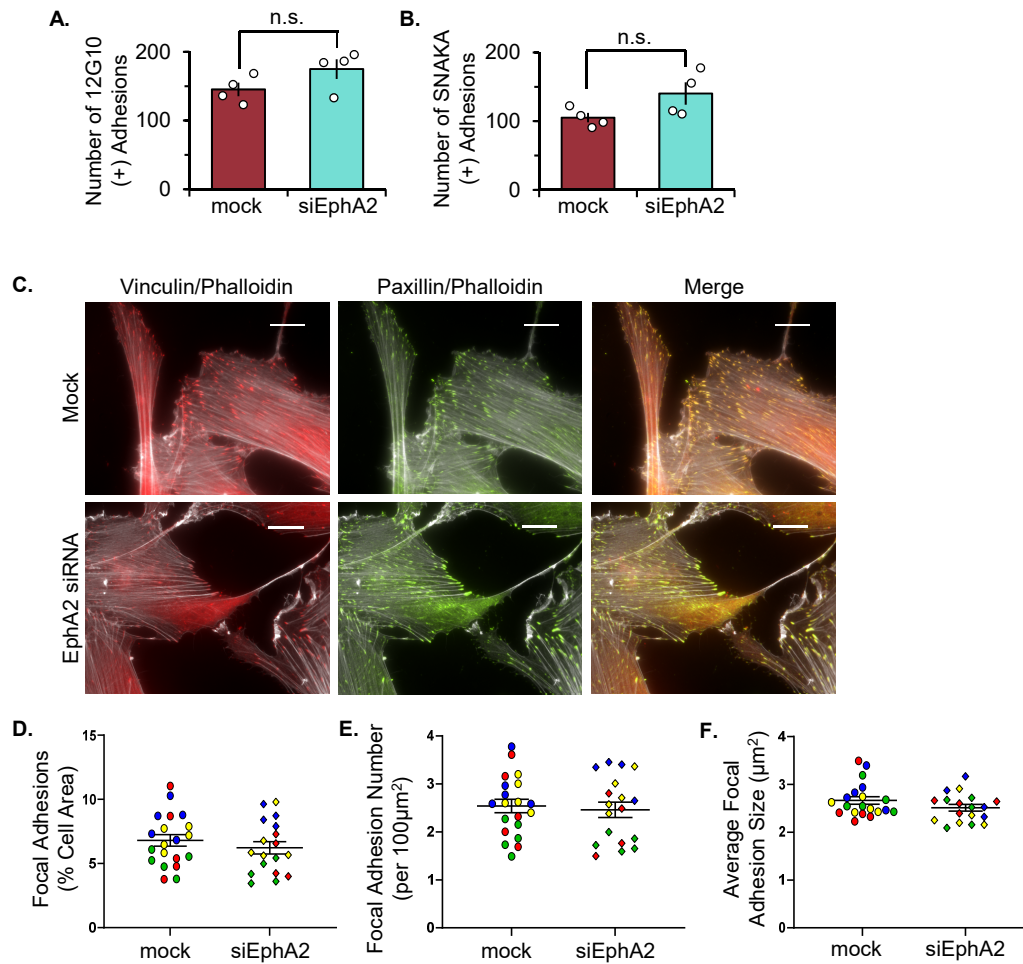 A.
n.s.
Number of 12G10
(+) Adhesions
200
100
0
mock
siEphA2
B.
n.s.
Number of SNAKA
(+) Adhesions
200
100
0
mock
siEphA2
C.
Vinculin/Phalloidin
Paxillin/Phalloidin
Merge
Mock
EphA2 siRNA
D.
Focal Adhesions
(% Cell Area)
15
10
5
0
mock
siEphA2
E.
Focal Adhesion Number
(per 100µm²)
4
3
2
1
0
mock
siEphA2
F.
Average Focal
Adhesion Size (µm²)
4
3
2
1
0
mock
siEphA2